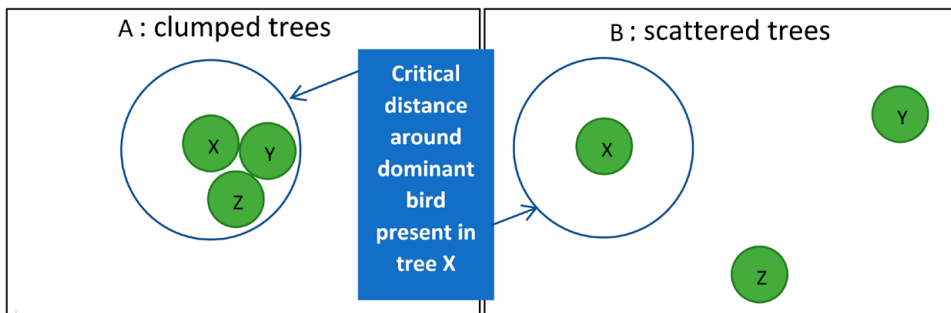 A : clumped trees
B : scattered trees
Critical
distance
around
dominant
bird
present in
tree X
X
Y
Z
X
Y
Z